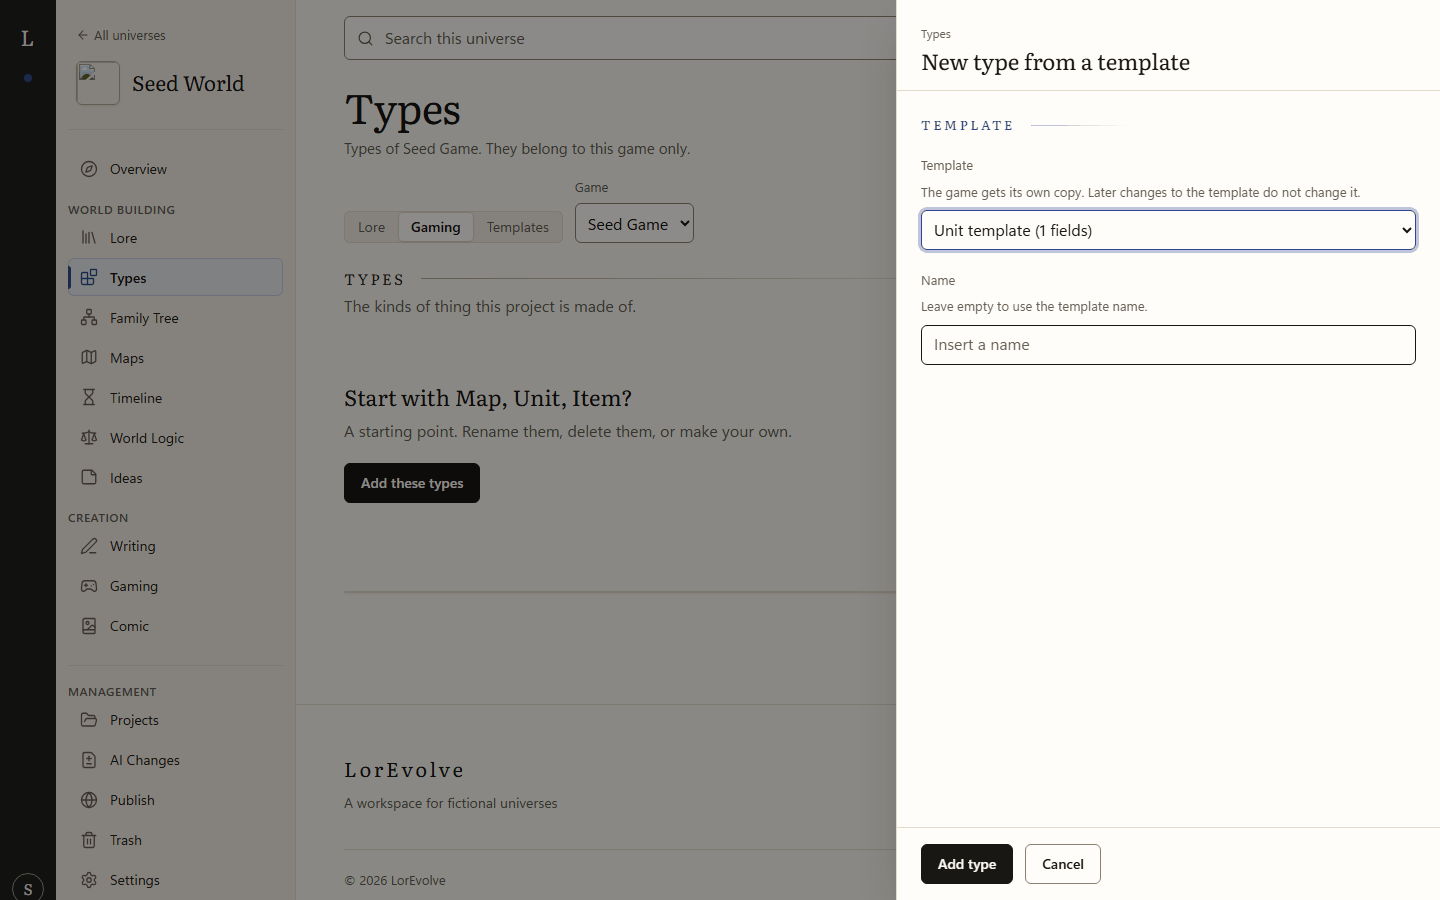 L
All universes
Seed World
Overview
WORLD BUILDING
Lore
Types
Family Tree
Maps
Timeline
World Logic
Ideas
CREATION
Writing
Gaming
Comic
MANAGEMENT
Projects
AI Changes
Publish
Trash
Settings
S
Search this universe
Types
Types of Seed Game. They belong to this game only.
Game
Lore Gaming Templates Seed Game
TYPES
The kinds of thing this project is made of.
Start with Map, Unit, Item?
A starting point. Rename them, delete them, or make your own.
Add these types
LorEvolve
A workspace for fictional universes
© 2026 LorEvolve
Types
New type from a template
TEMPLATE
Template
The game gets its own copy. Later changes to the template do not change it.
Unit template (1 fields)
Name
Leave empty to use the template name.
Insert a name
Add type Cancel